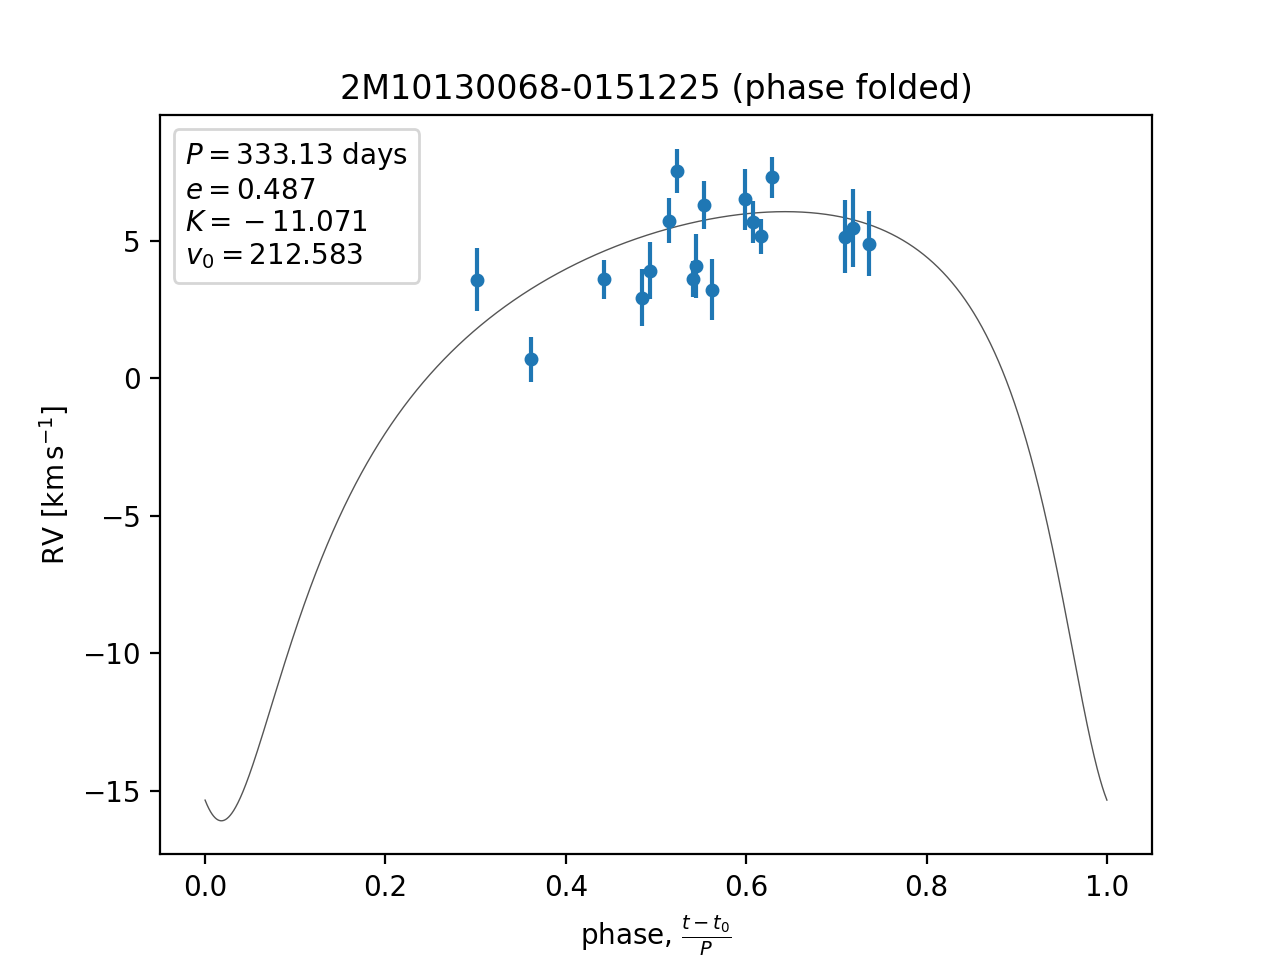 2M10130068-0151225 (phase folded)
P = 333.13 days
e = 0.487
K = −11.071
v₀ = 212.583
5
0
−5
−10
−15
RV [km s⁻¹]
0.0 0.2 0.4 0.6 0.8 1.0
phase, (t − t₀)/P